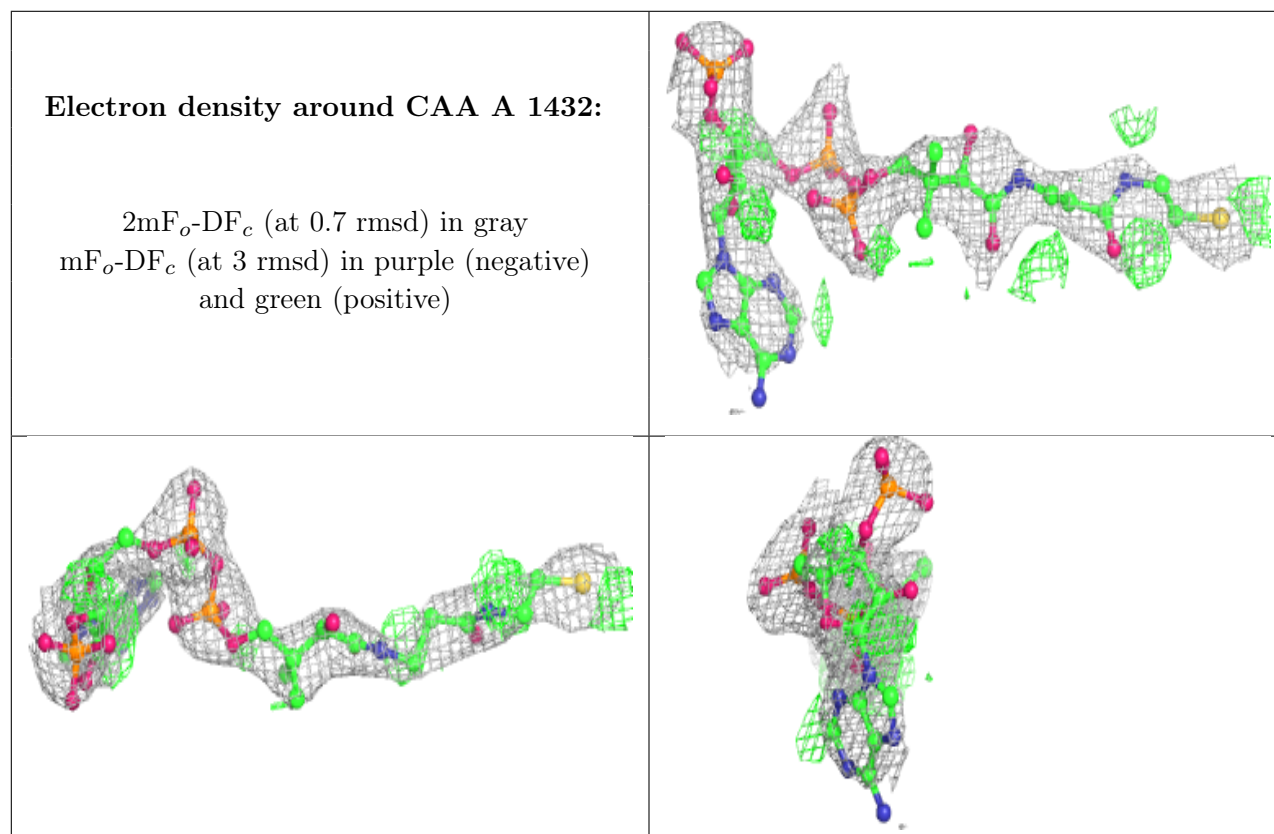 Electron density around CAA A 1432:
2mFₒ-DF𝒸 (at 0.7 rmsd) in gray
mFₒ-DF𝒸 (at 3 rmsd) in purple (negative)
and green (positive)